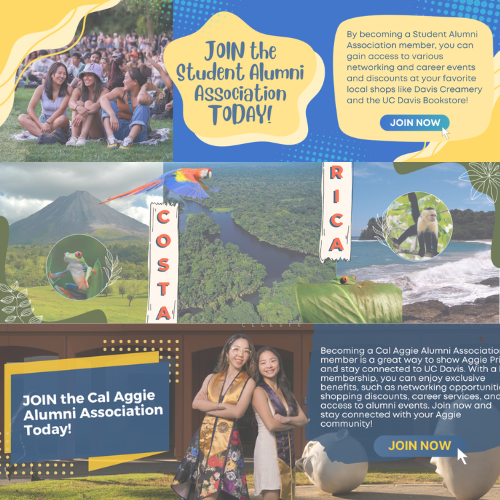 JOIN the
Student Alumni
Association
TODAY!
By becoming a Student Alumni
Association member, you can
gain access to various
networking and career events
and discounts at your favorite
local shops like Davis Creamery
and the UC Davis Bookstore!
JOIN NOW
COSTA
RICA
JOIN the Cal Aggie
Alumni Association
Today!
Becoming a Cal Aggie Alumni Associatio
member is a great way to show Aggie Pri
and stay connected to UC Davis. With a
membership, you can enjoy exclusive
benefits, such as networking opportuniti
shopping discounts, career services, and
access to alumni events. Join now and
stay connected with your Aggie
community!
JOIN NOW